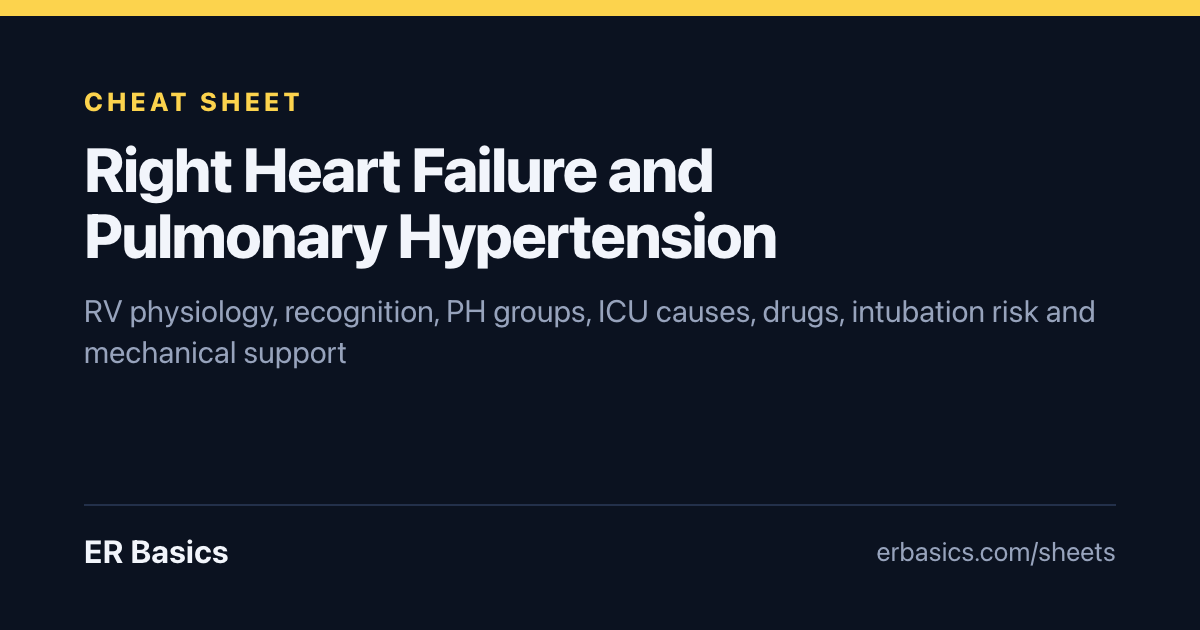 CHEAT SHEET
Right Heart Failure and
Pulmonary Hypertension
RV physiology, recognition, PH groups, ICU causes, drugs, intubation risk and
mechanical support
ER Basics
erbasics.com/sheets